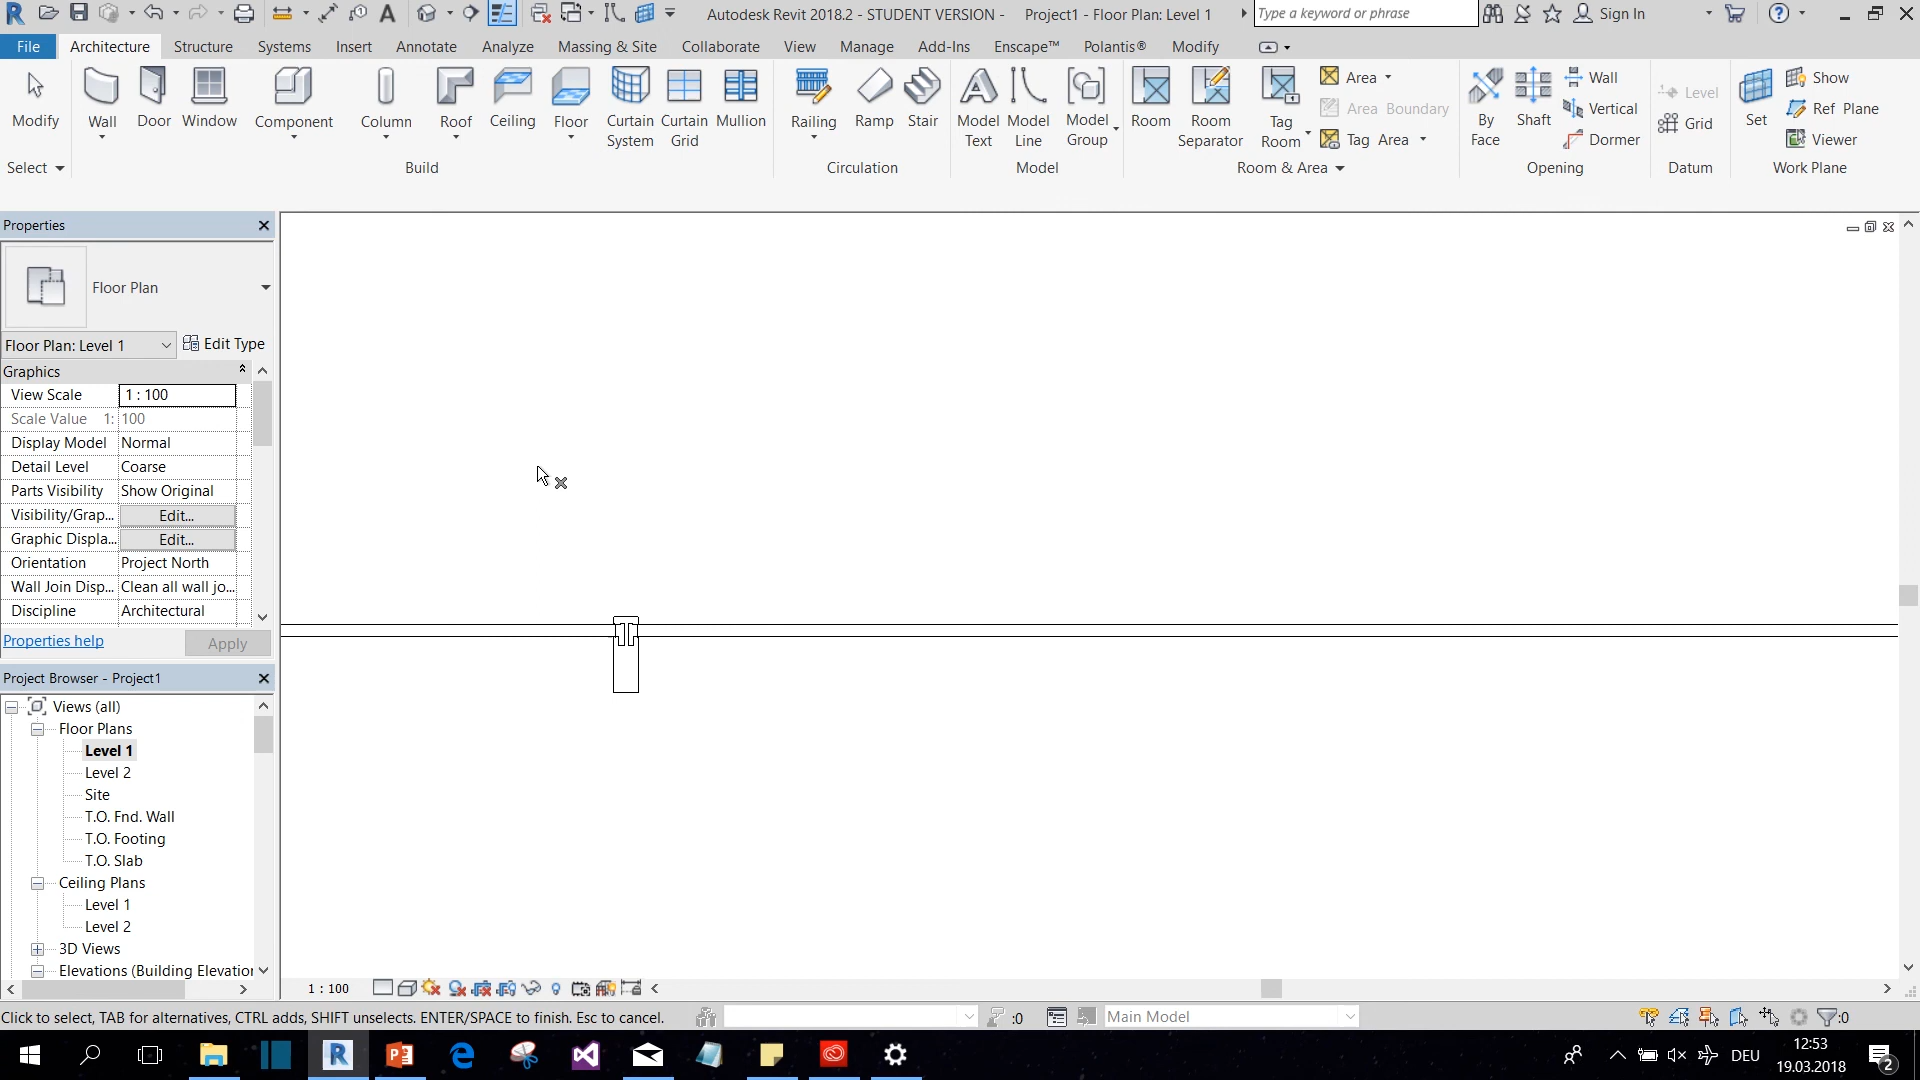 Autodesk Revit 2018.2 - STUDENT VERSION - Project1 - Floor Plan: Level 1
Type a keyword or phrase
Sign In
File Architecture Structure Systems Insert Annotate Analyze Massing & Site Collaborate View Manage Add-Ins Enscape™ Polantis® Modify
Modify
Wall
Door
Window
Component
Column
Roof
Ceiling
Floor
Curtain
System
Curtain
Grid
Mullion
Railing
Ramp
Stair
Model
Text
Model
Line
Model
Group
Room
Room
Separator
Tag
Room
Area
Area Boundary
Tag Area
By
Face
Shaft
Wall
Vertical
Dormer
Level
Grid
Set
Show
Ref Plane
Viewer
Select Build Circulation Model Room & Area Opening Datum Work Plane
Properties
Floor Plan
Floor Plan: Level 1 Edit Type
Graphics
View Scale 1 : 100
Scale Value 1: 100
Display Model Normal
Detail Level Coarse
Parts Visibility Show Original
Visibility/Grap... Edit...
Graphic Displa... Edit...
Orientation Project North
Wall Join Disp... Clean all wall jo...
Discipline Architectural
Properties help Apply
Project Browser - Project1
Views (all)
Floor Plans
Level 1
Level 2
Site
T.O. Fnd. Wall
T.O. Footing
T.O. Slab
Ceiling Plans
Level 1
Level 2
3D Views
Elevations (Building Elevation
1 : 100
Click to select, TAB for alternatives, CTRL adds, SHIFT unselects. ENTER/SPACE to finish. Esc to cancel.
:0
Main Model
:0
DEU
12:53
19.03.2018
2